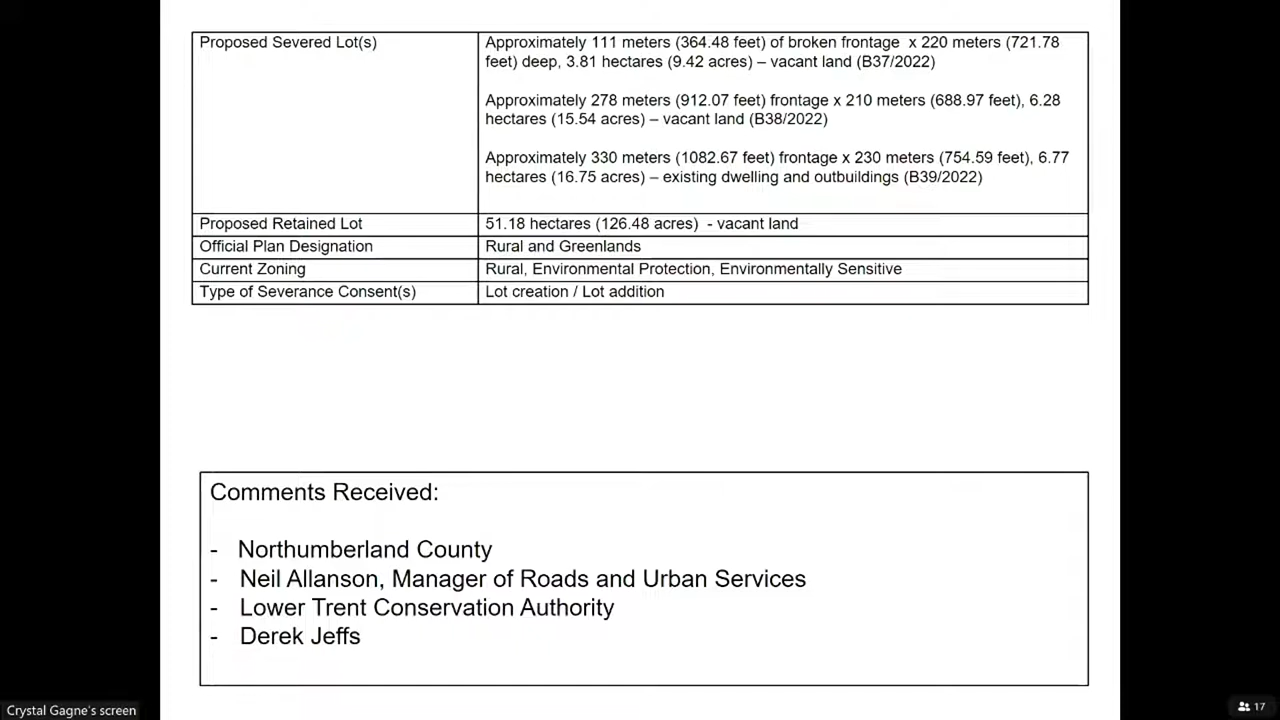 Proposed Severed Lot(s)
Approximately 111 meters (364.48 feet) of broken frontage x 220 meters (721.78
feet) deep, 3.81 hectares (9.42 acres) – vacant land (B37/2022)
Approximately 278 meters (912.07 feet) frontage x 210 meters (688.97 feet), 6.28
hectares (15.54 acres) – vacant land (B38/2022)
Approximately 330 meters (1082.67 feet) frontage x 230 meters (754.59 feet), 6.77
hectares (16.75 acres) – existing dwelling and outbuildings (B39/2022)
Proposed Retained Lot 51.18 hectares (126.48 acres) - vacant land
Official Plan Designation Rural and Greenlands
Current Zoning Rural, Environmental Protection, Environmentally Sensitive
Type of Severance Consent(s) Lot creation / Lot addition
Comments Received:
- Northumberland County
- Neil Allanson, Manager of Roads and Urban Services
- Lower Trent Conservation Authority
- Derek Jeffs
Crystal Gagne's screen
17